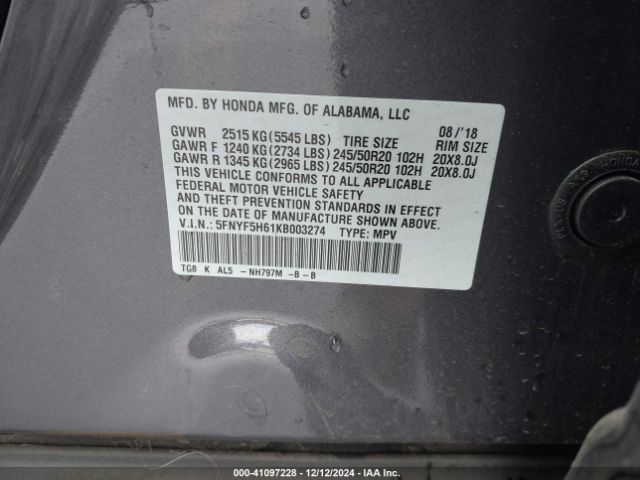 MFD. BY HONDA MFG. OF ALABAMA, LLC
08/'18
GVWR 2515 KG(5545 LBS) TIRE SIZE RIM SIZE
GAWR F 1240 KG(2734 LBS) 245/50R20 102H 20X8.0J
GAWR R 1345 KG(2965 LBS) 245/50R20 102H 20X8.0J
THIS VEHICLE CONFORMS TO ALL APPLICABLE
FEDERAL MOTOR VEHICLE SAFETY
AND THEFT PREVENTION STANDARDS IN EFFECT
ON THE DATE OF MANUFACTURE SHOWN ABOVE.
V.I.N.: 5FNYF5H61KB003274 TYPE: MPV
TG8 K AL5 -NH797M -B-B
000-41097228 - 12/12/2024 - IAA Inc.